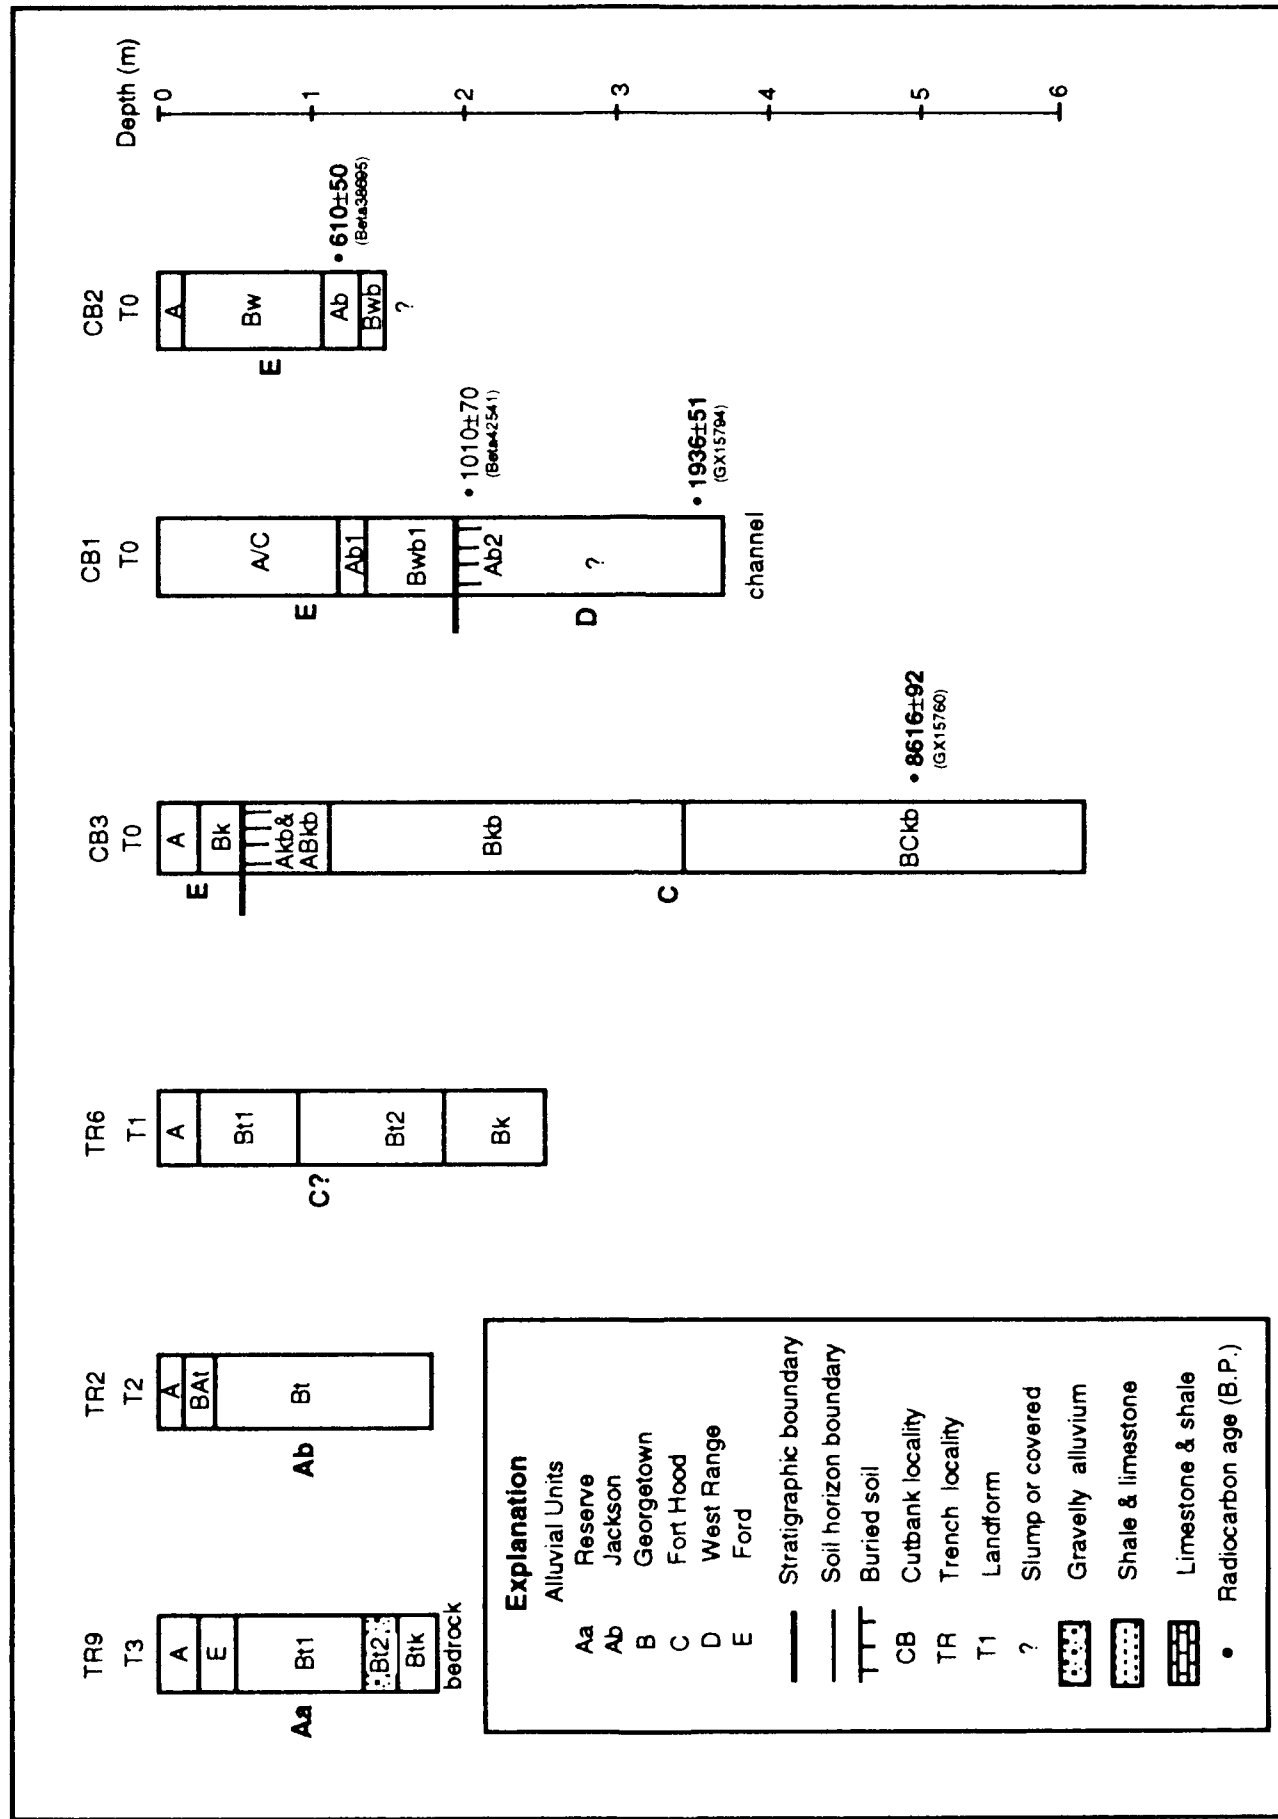 TR9
T3
A
E
Bt1
Bt2
Btk
bedrock
Aa
TR2
T2
A
BAt
Bt
Ab
TR6
T1
A
Bt1
Bt2
Bk
C?
CB3
T0
A
Bk
Akb&
ABkb
Bkb
BCkb
E
C
• 8616±92
(GX15760)
CB1
T0
A/C
Ab1
Bwb1
Ab2
?
channel
E
D
• 1010±70
(Beta42541)
• 1936±51
(GX15794)
CB2
T0
A
Bw
Ab
Bwb
?
E
• 610±50
(Beta38695)
Depth (m)
0
1
2
3
4
5
6
Explanation
Alluvial Units
Aa Reserve
Ab Jackson
B Georgetown
C Fort Hood
D West Range
E Ford
Stratigraphic boundary
Soil horizon boundary
Buried soil
CB Cutbank locality
TR Trench locality
T1 Landform
? Slump or covered
Gravelly alluvium
Shale & limestone
Limestone & shale
• Radiocarbon age (B.P.)